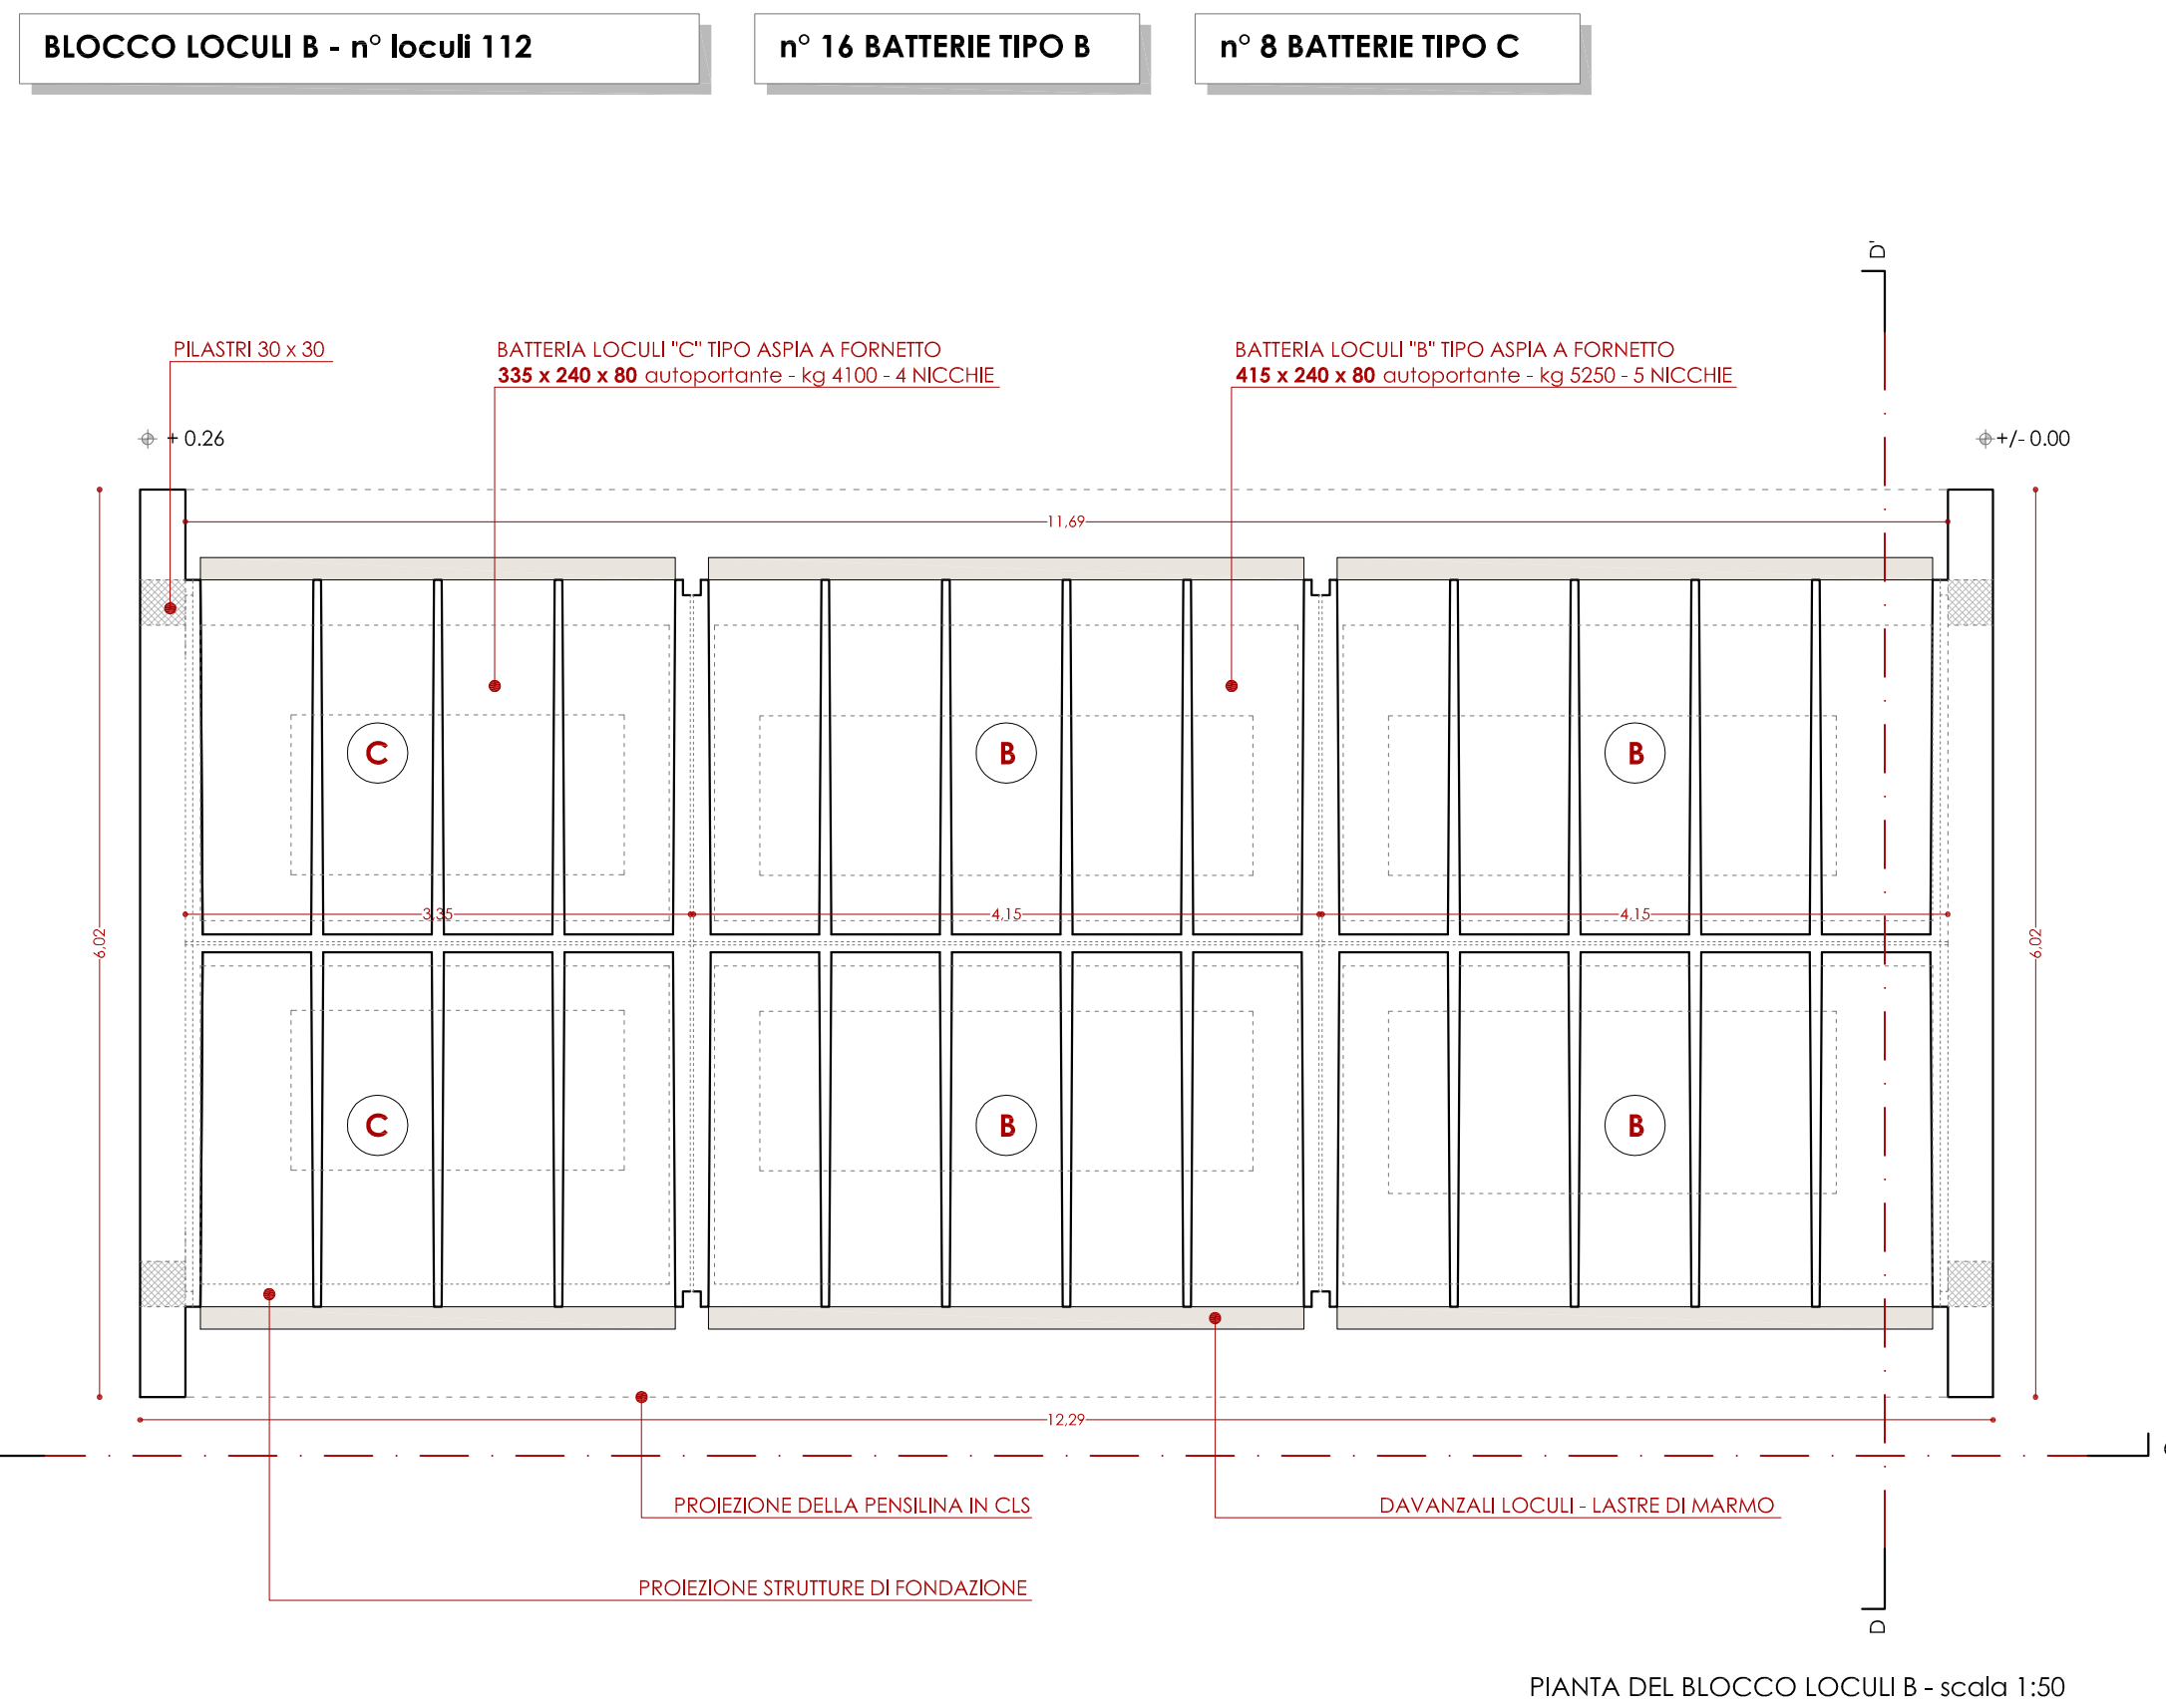 BLOCCO LOCULI B - n° loculi 112
n° 16 BATTERIE TIPO B
n° 8 BATTERIE TIPO C
D'
PILASTRI 30 x 30
BATTERIA LOCULI "C" TIPO ASPIA A FORNETTO
335 x 240 x 80 autoportante - kg 4100 - 4 NICCHIE
BATTERIA LOCULI "B" TIPO ASPIA A FORNETTO
415 x 240 x 80 autoportante - kg 5250 - 5 NICCHIE
+ 0.26
+/- 0.00
11,69
C
B
B
3,35
4,15
4,15
6,02
6,02
C
B
B
12,29
PROIEZIONE DELLA PENSILINA IN CLS
DAVANZALI LOCULI - LASTRE DI MARMO
PROIEZIONE STRUTTURE DI FONDAZIONE
D
PIANTA DEL BLOCCO LOCULI B - scala 1:50